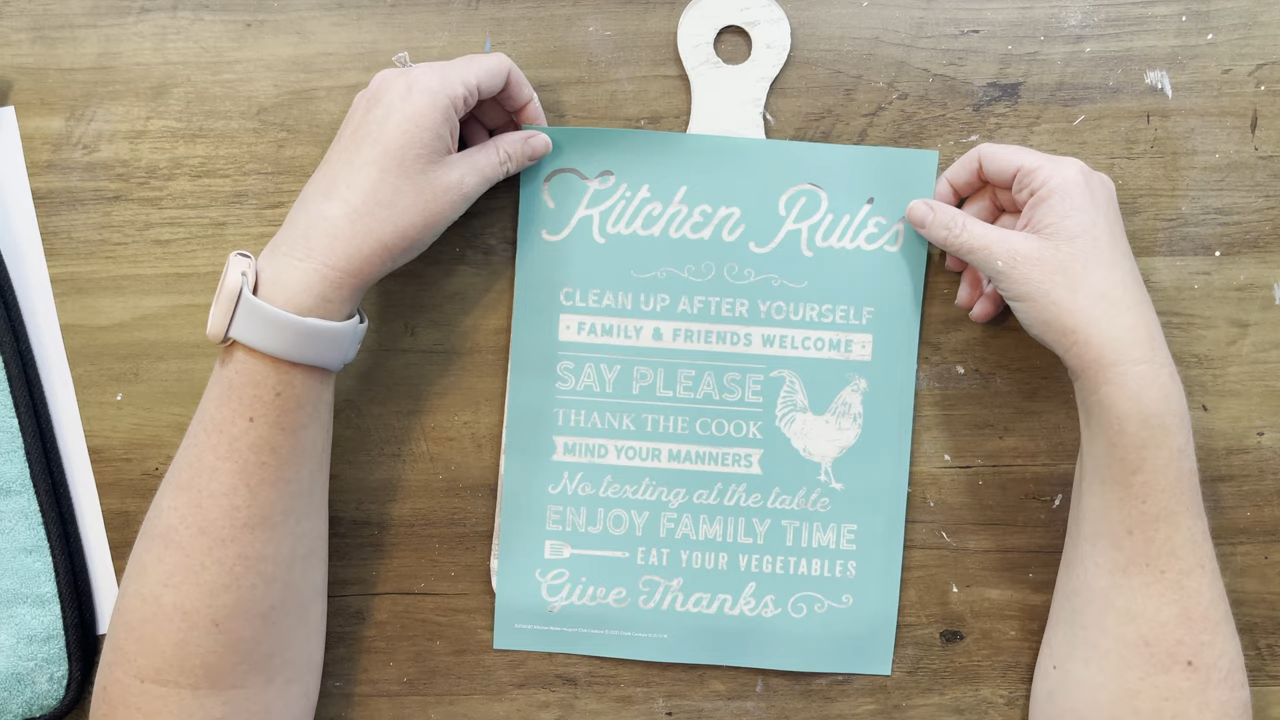 Kitchen Rules
CLEAN UP AFTER YOURSELF
· FAMILY & FRIENDS WELCOME ·
SAY PLEASE
THANK THE COOK
MIND YOUR MANNERS
No texting at the table
ENJOY FAMILY TIME
EAT YOUR VEGETABLES
Give Thanks